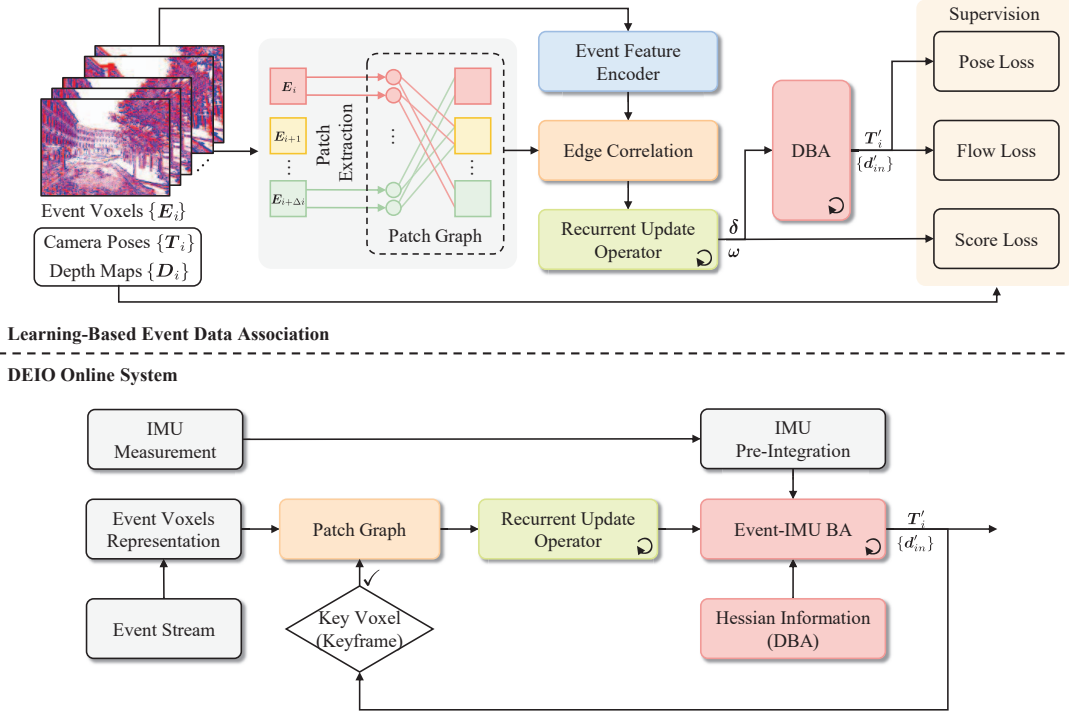 Supervision
Event Feature
Encoder
Pose Loss
E_i
E_{i+1}
E_{i+Δi}
Patch
Extraction
Patch Graph
Edge Correlation
DBA
T'_i
{d'_{in}}
Flow Loss
Event Voxels {E_i}
Camera Poses {T_i}
Depth Maps {D_i}
Recurrent Update
Operator
δ
ω
Score Loss
Learning-Based Event Data Association
DEIO Online System
IMU
Measurement
IMU
Pre-Integration
Event Voxels
Representation
Patch Graph
Recurrent Update
Operator
Event-IMU BA
T'_i
{d'_{in}}
Event Stream
Key Voxel
(Keyframe)
Hessian Information
(DBA)